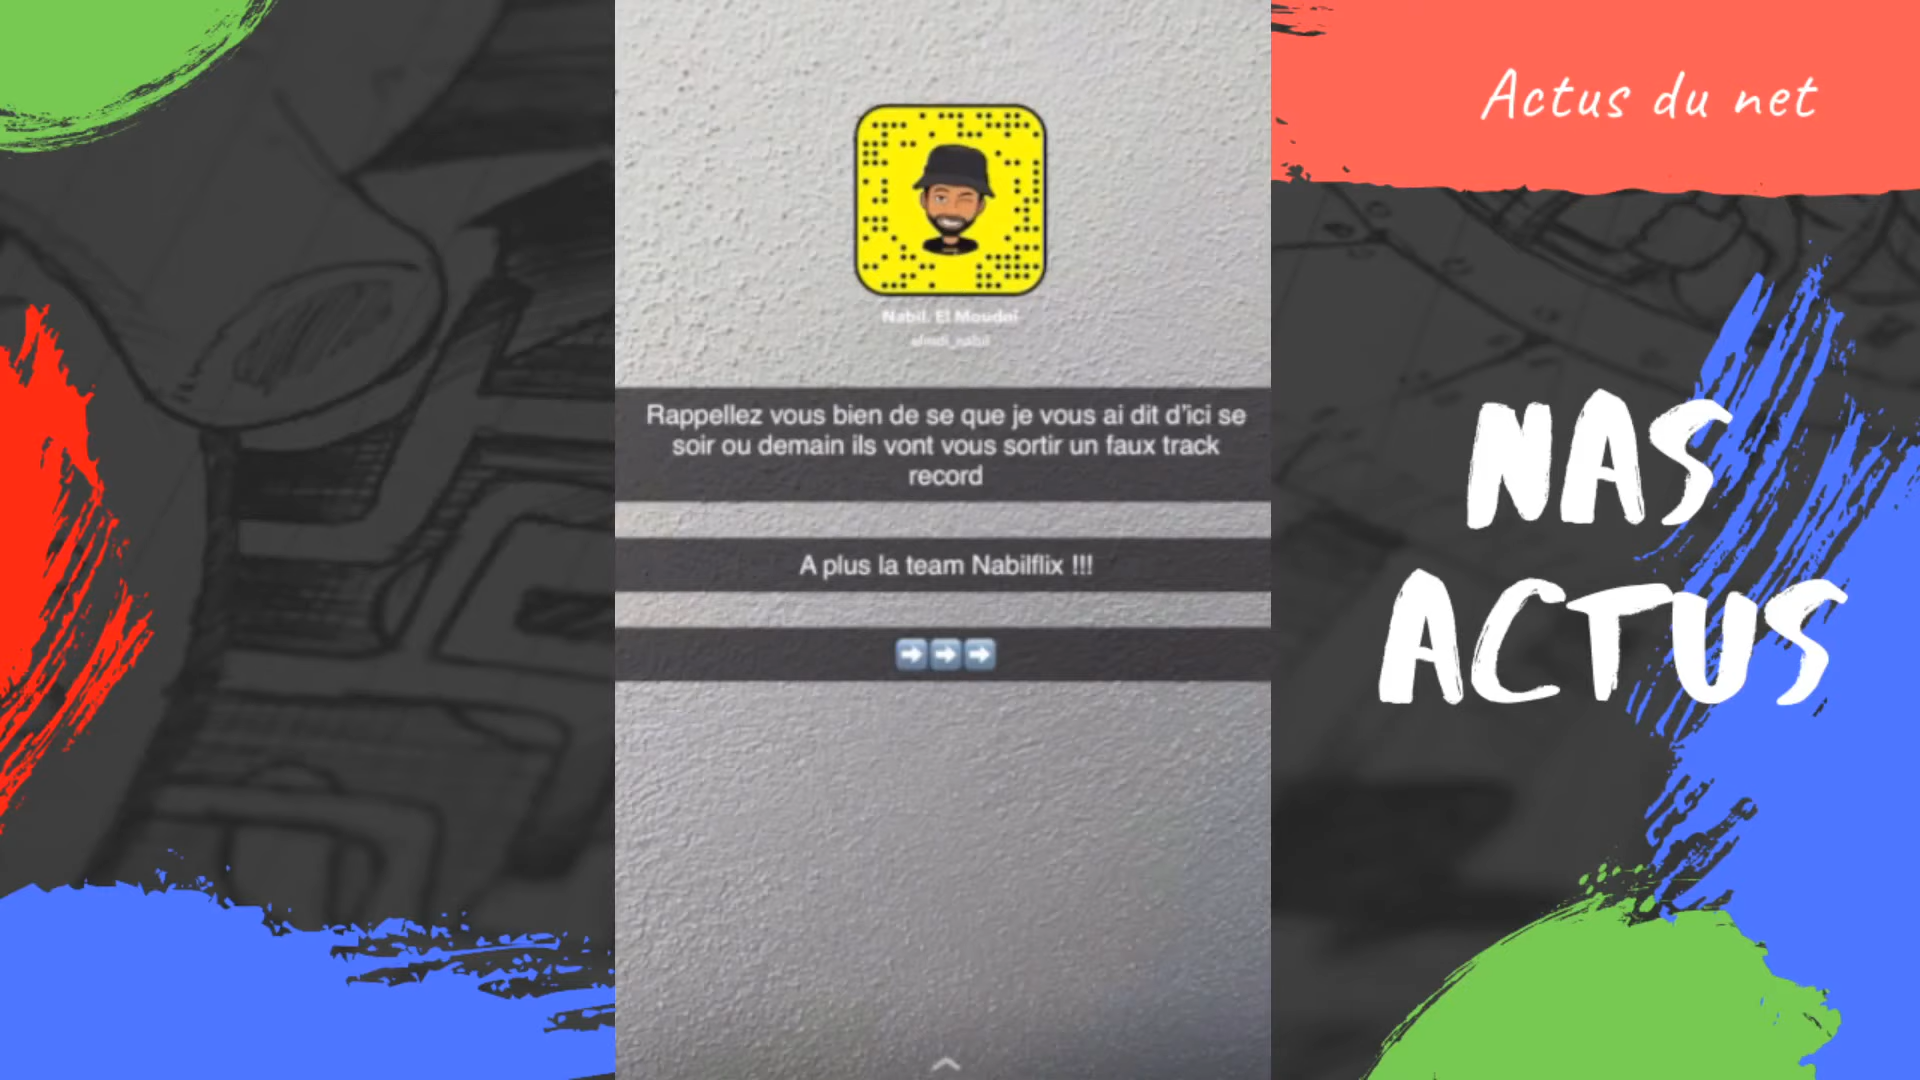 Actus du net
NAS
ACTUS
Nabil. El Moudni
Rappellez vous bien de se que je vous ai dit d'ici se
soir ou demain ils vont vous sortir un faux track
record
A plus la team Nabilflix !!!